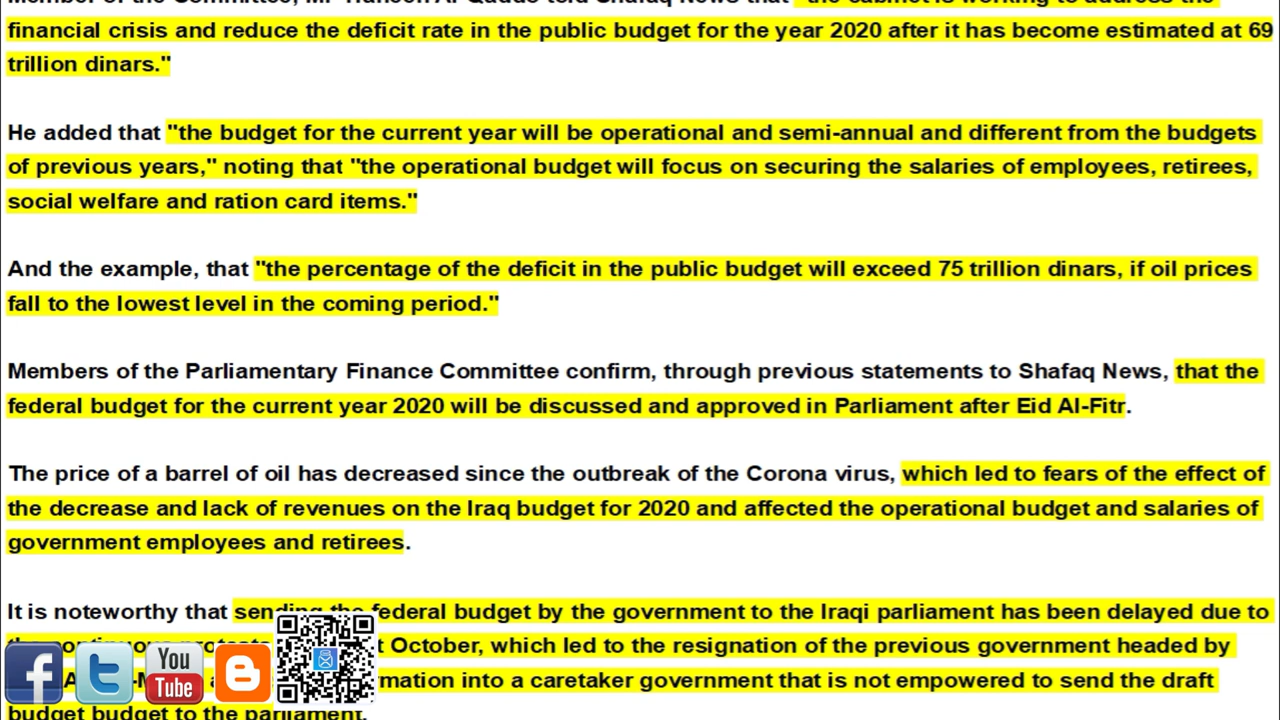 financial crisis and reduce the deficit rate in the public budget for the year 2020 after it has become estimated at 69
trillion dinars."
He added that "the budget for the current year will be operational and semi-annual and different from the budgets
of previous years," noting that "the operational budget will focus on securing the salaries of employees, retirees,
social welfare and ration card items."
And the example, that "the percentage of the deficit in the public budget will exceed 75 trillion dinars, if oil prices
fall to the lowest level in the coming period."
Members of the Parliamentary Finance Committee confirm, through previous statements to Shafaq News, that the
federal budget for the current year 2020 will be discussed and approved in Parliament after Eid Al-Fitr.
The price of a barrel of oil has decreased since the outbreak of the Corona virus, which led to fears of the effect of
the decrease and lack of revenues on the Iraq budget for 2020 and affected the operational budget and salaries of
government employees and retirees.
It is noteworthy that sending the federal budget by the government to the Iraqi parliament has been delayed due to
October, which led to the resignation of the previous government headed by
into a caretaker government that is not empowered to send the draft
budget budget to the parliament.
You
Tube